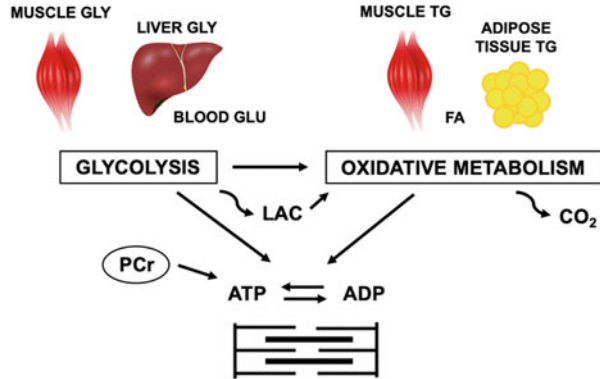 MUSCLE GLY
LIVER GLY
BLOOD GLU
MUSCLE TG
ADIPOSE
TISSUE TG
FA
GLYCOLYSIS
OXIDATIVE METABOLISM
LAC
CO₂
PCr
ATP
ADP